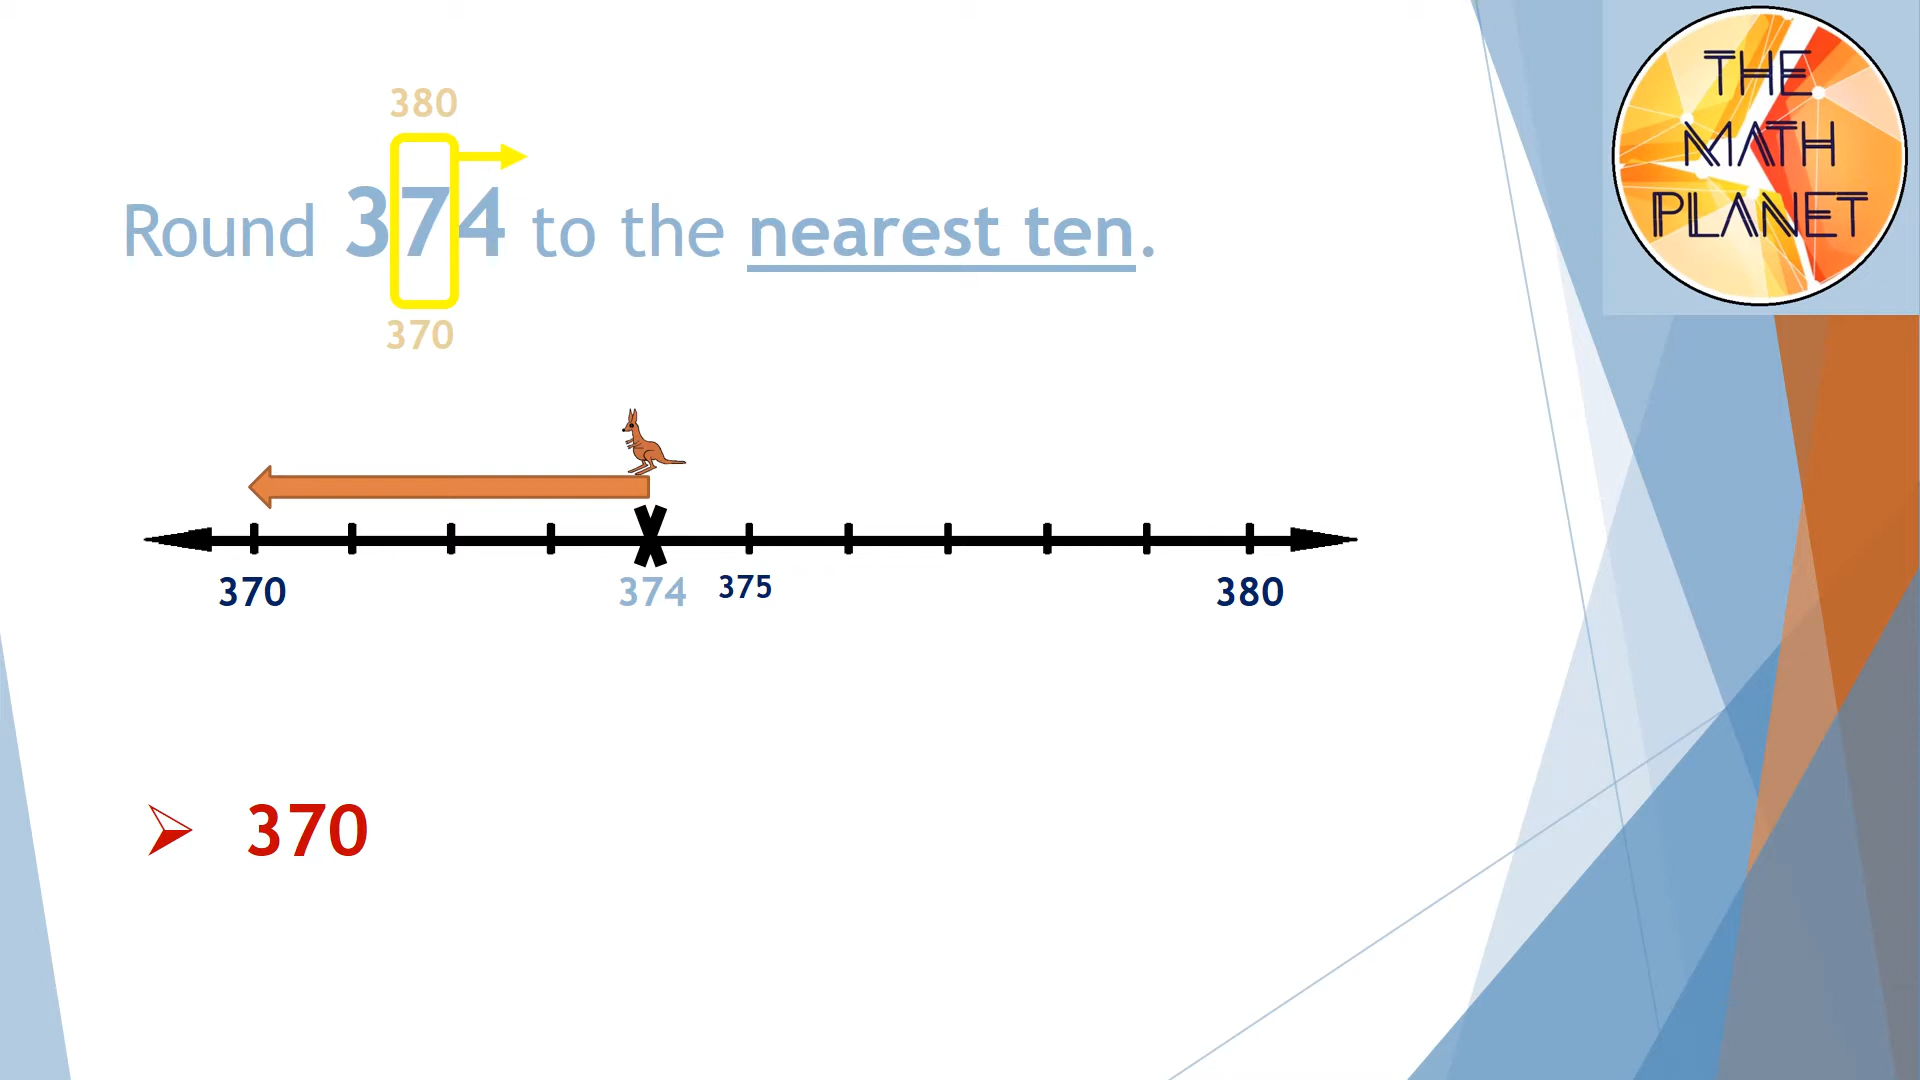 380
Round 374 to the nearest ten.
370
370 374 375 380
370
THE
MATH
PLANET